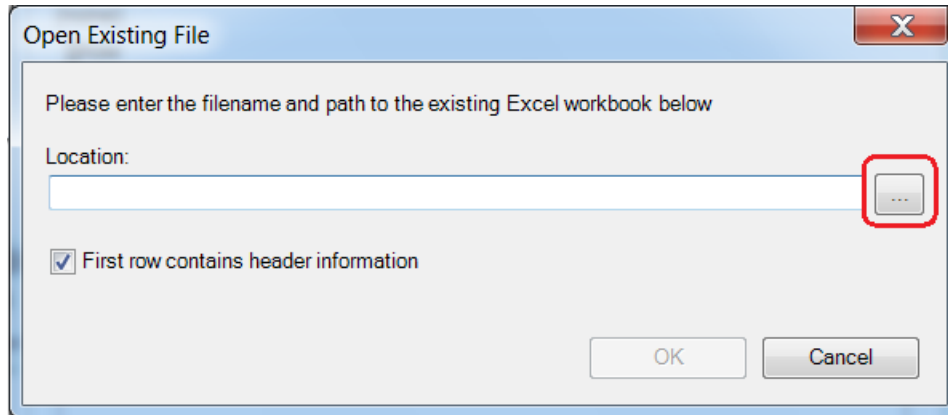 Open Existing File
X
Please enter the filename and path to the existing Excel workbook below
Location:
...
First row contains header information
OK
Cancel